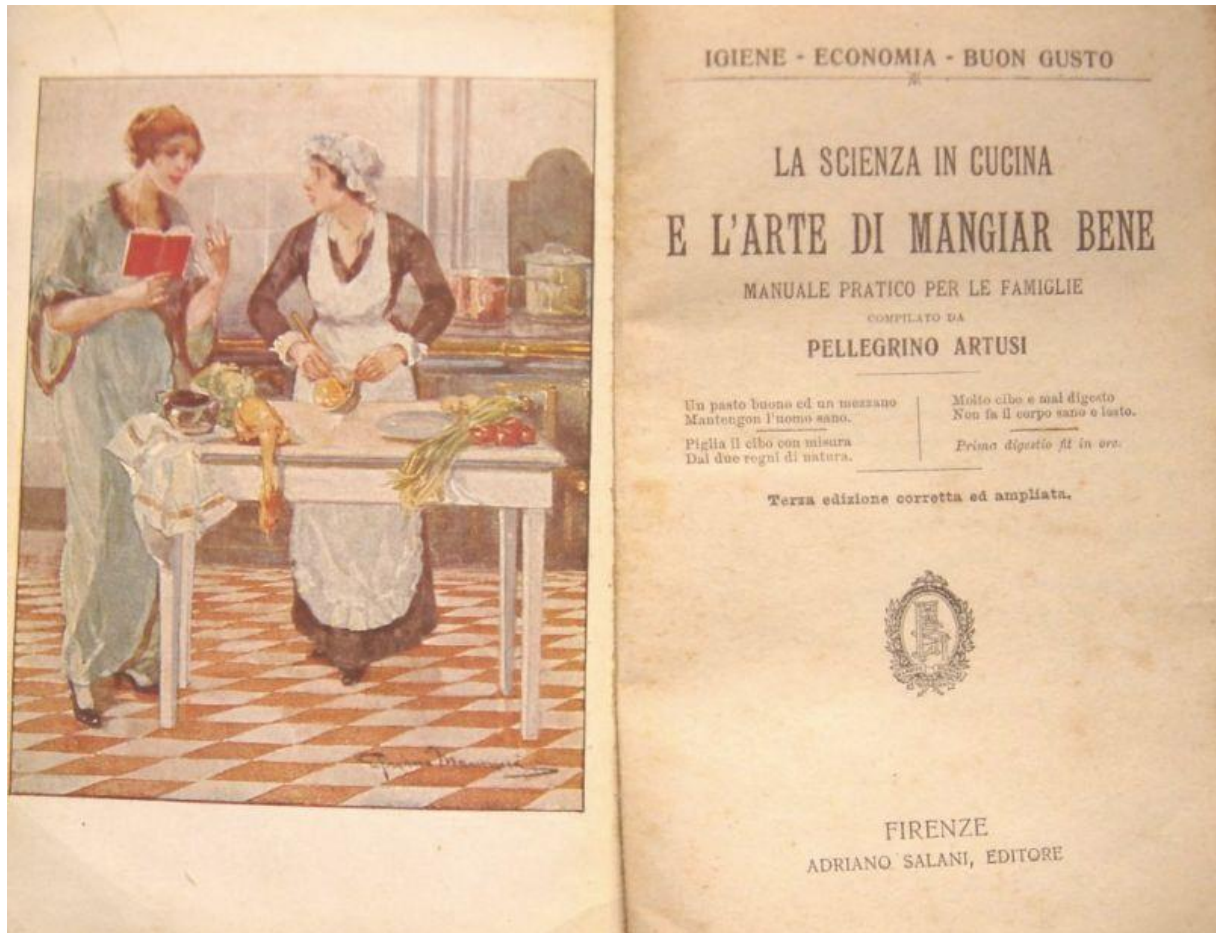 IGIENE - ECONOMIA - BUON GUSTO
LA SCIENZA IN CUCINA
E L'ARTE DI MANGIAR BENE
MANUALE PRATICO PER LE FAMIGLIE
COMPILATO DA
PELLEGRINO ARTUSI
Un pasto buono ed un mezzano
Mantengon l'uomo sano.
Piglia il cibo con misura
Dai due regni di natura.
Molto cibo e mal digesto
Non fa il corpo sano e lesto.
Prima digestio fit in ore.
Terza edizione corretta ed ampliata.
FIRENZE
ADRIANO SALANI, EDITORE